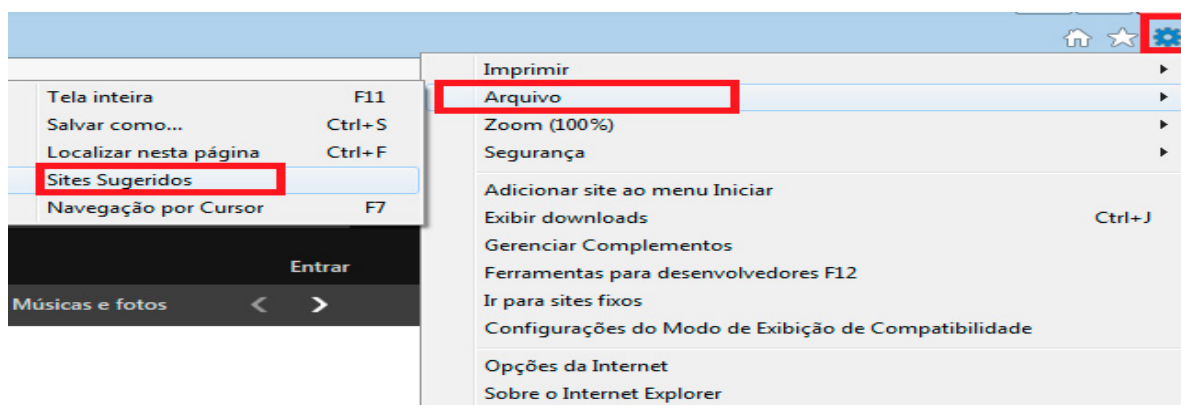 Imprimir
Arquivo
Zoom (100%)
Segurança
Adicionar site ao menu Iniciar
Exibir downloads Ctrl+J
Gerenciar Complementos
Ferramentas para desenvolvedores F12
Ir para sites fixos
Configurações do Modo de Exibição de Compatibilidade
Opções da Internet
Sobre o Internet Explorer
Tela inteira F11
Salvar como... Ctrl+S
Localizar nesta página Ctrl+F
Sites Sugeridos
Navegação por Cursor F7
Entrar
Músicas e fotos